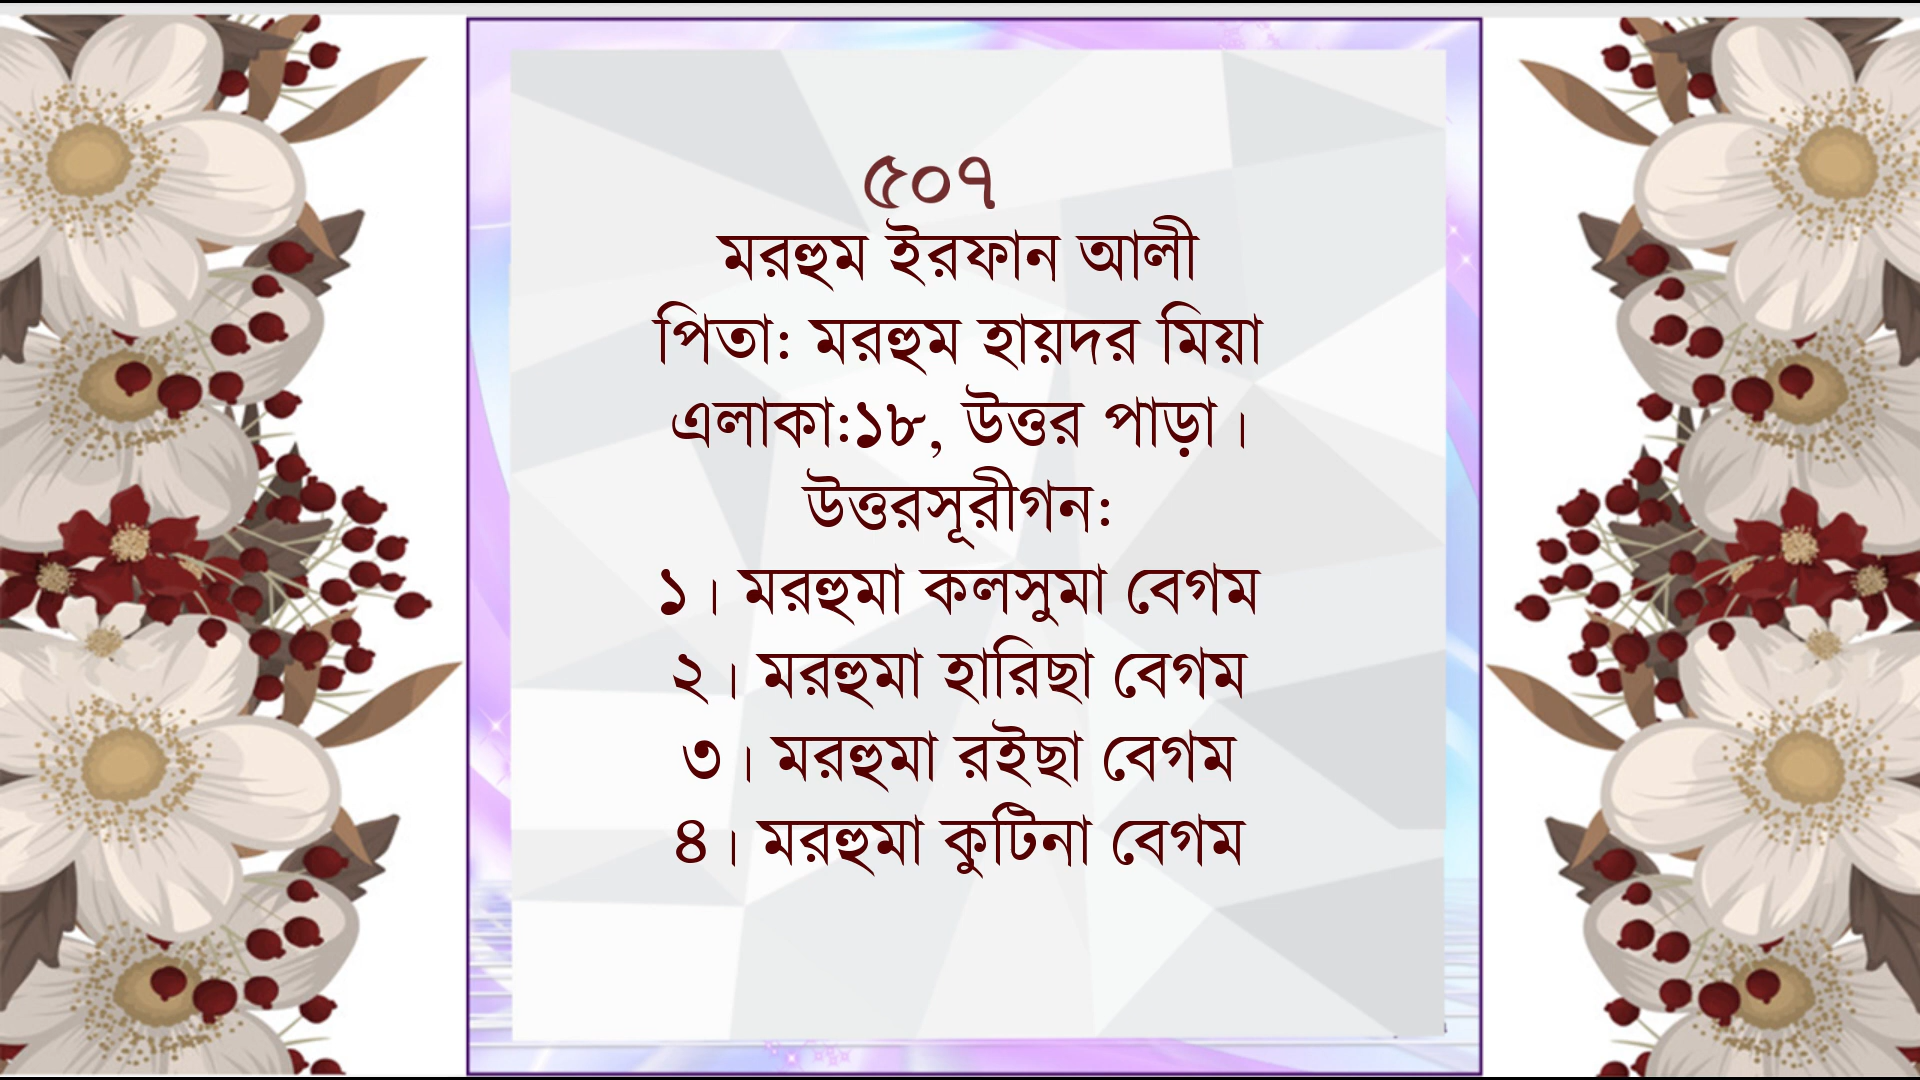 ৫০৭
মরহুম ইরফান আলী
পিতা: মরহুম হায়দর মিয়া
এলাকা:১৮, উত্তর পাড়া।
উত্তরসূরীগন:
১। মরহুমা কলসুমা বেগম
২। মরহুমা হারিছা বেগম
৩। মরহুমা রইছা বেগম
৪। মরহুমা কুটিনা বেগম